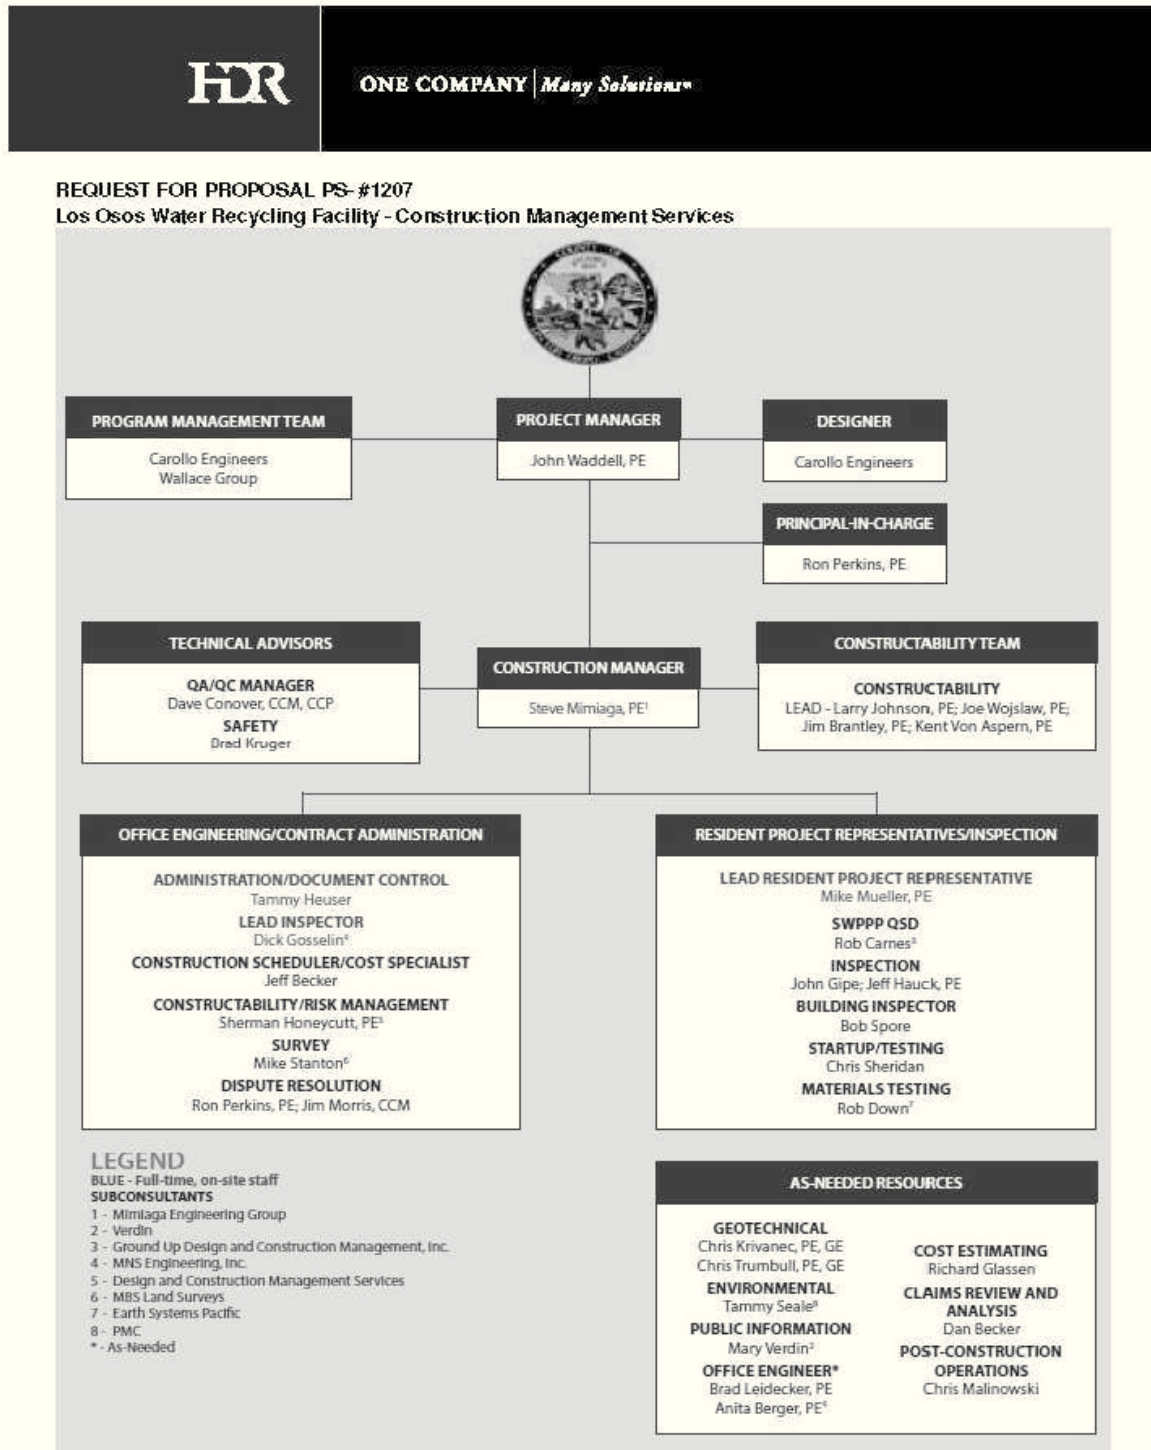 HDR
ONE COMPANY | Many Solutions
REQUEST FOR PROPOSAL PS- #1207
Los Osos Water Recycling Facility - Construction Management Services
PROGRAM MANAGEMENT TEAM
Carollo Engineers
Wallace Group
PROJECT MANAGER
John Waddell, PE
DESIGNER
Carollo Engineers
PRINCIPAL-IN-CHARGE
Ron Perkins, PE
TECHNICAL ADVISORS
QA/QC MANAGER
Dave Conover, CCM, CCP
SAFETY
Brad Kruger
CONSTRUCTION MANAGER
Steve Mimiaga, PE¹
CONSTRUCTABILITY TEAM
CONSTRUCTABILITY
LEAD - Larry Johnson, PE; Joe Wojslaw, PE;
Jim Brantley, PE; Kent Von Aspern, PE
OFFICE ENGINEERING/CONTRACT ADMINISTRATION
ADMINISTRATION/DOCUMENT CONTROL
Tammy Heuser
LEAD INSPECTOR
Dick Gosselin⁴
CONSTRUCTION SCHEDULER/COST SPECIALIST
Jeff Becker
CONSTRUCTABILITY/RISK MANAGEMENT
Sherman Honeycutt, PE⁵
SURVEY
Mike Stanton⁶
DISPUTE RESOLUTION
Ron Perkins, PE; Jim Morris, CCM
RESIDENT PROJECT REPRESENTATIVES/INSPECTION
LEAD RESIDENT PROJECT REPRESENTATIVE
Mike Mueller, PE
SWPPP QSD
Rob Carnes³
INSPECTION
John Gipe; Jeff Hauck, PE
BUILDING INSPECTOR
Bob Spore
STARTUP/TESTING
Chris Sheridan
MATERIALS TESTING
Rob Down⁷
LEGEND
BLUE - Full-time, on-site staff
SUBCONSULTANTS
1 - Mimiaga Engineering Group
2 - Verdin
3 - Ground Up Design and Construction Management, Inc.
4 - MNS Engineering, Inc.
5 - Design and Construction Management Services
6 - MBS Land Surveys
7 - Earth Systems Pacific
8 - PMC
* - As-Needed
AS-NEEDED RESOURCES
GEOTECHNICAL
Chris Krivanec, PE, GE
Chris Trumbull, PE, GE
ENVIRONMENTAL
Tammy Seale⁸
PUBLIC INFORMATION
Mary Verdin²
OFFICE ENGINEER*
Brad Leidecker, PE
Anita Berger, PE
COST ESTIMATING
Richard Glassen
CLAIMS REVIEW AND
ANALYSIS
Dan Becker
POST-CONSTRUCTION
OPERATIONS
Chris Malinowski